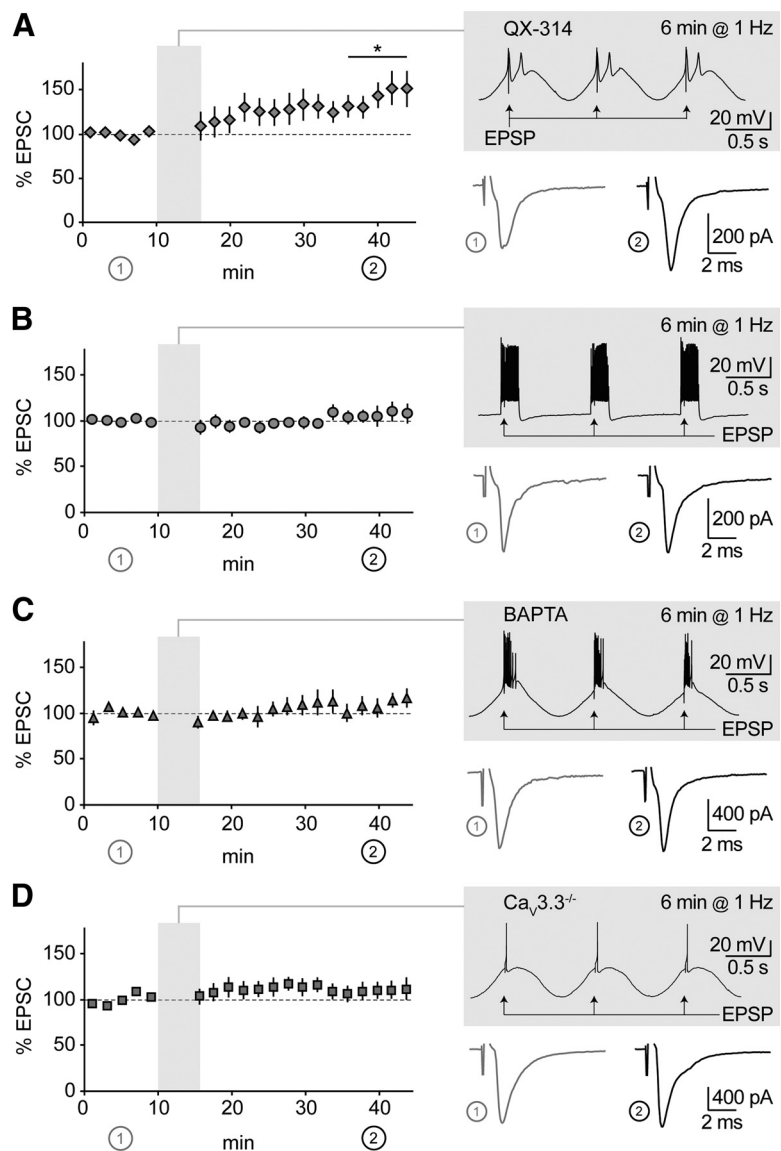 A
QX-314 6 min @ 1 Hz
*
150
100
50
0
% EPSC
0 10 20 30 40
min
1 2
EPSP
20 mV
0.5 s
1 2
200 pA
2 ms
B
6 min @ 1 Hz
150
100
50
0
% EPSC
0 10 20 30 40
min
1 2
20 mV
0.5 s
EPSP
1 2
200 pA
2 ms
C
BAPTA 6 min @ 1 Hz
150
100
50
0
% EPSC
0 10 20 30 40
min
1 2
20 mV
0.5 s
EPSP
1 2
400 pA
2 ms
D
CaV3.3-/- 6 min @ 1 Hz
150
100
50
0
% EPSC
0 10 20 30 40
min
1 2
20 mV
0.5 s
EPSP
1 2
400 pA
2 ms